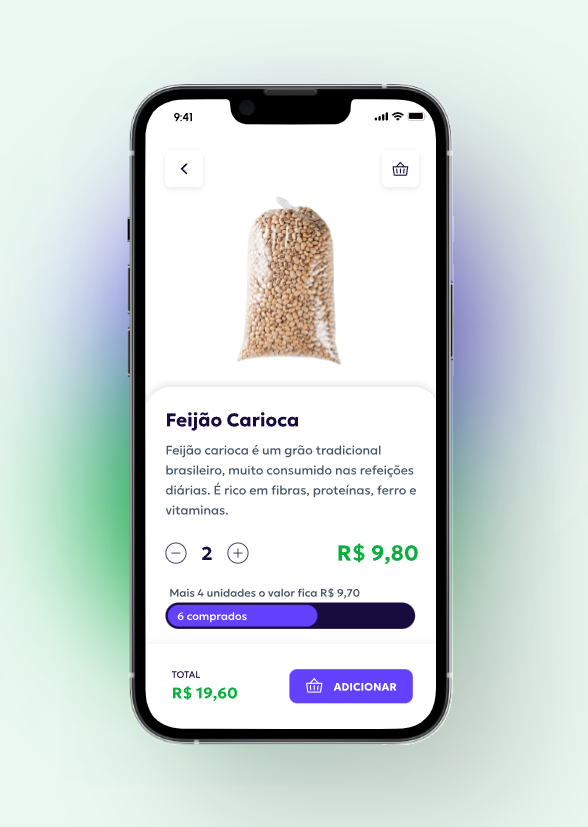 9:41
Feijão Carioca
Feijão carioca é um grão tradicional
brasileiro, muito consumido nas refeições
diárias. É rico em fibras, proteínas, ferro e
vitaminas.
2
R$ 9,80
Mais 4 unidades o valor fica R$ 9,70
6 comprados
TOTAL
R$ 19,60
ADICIONAR